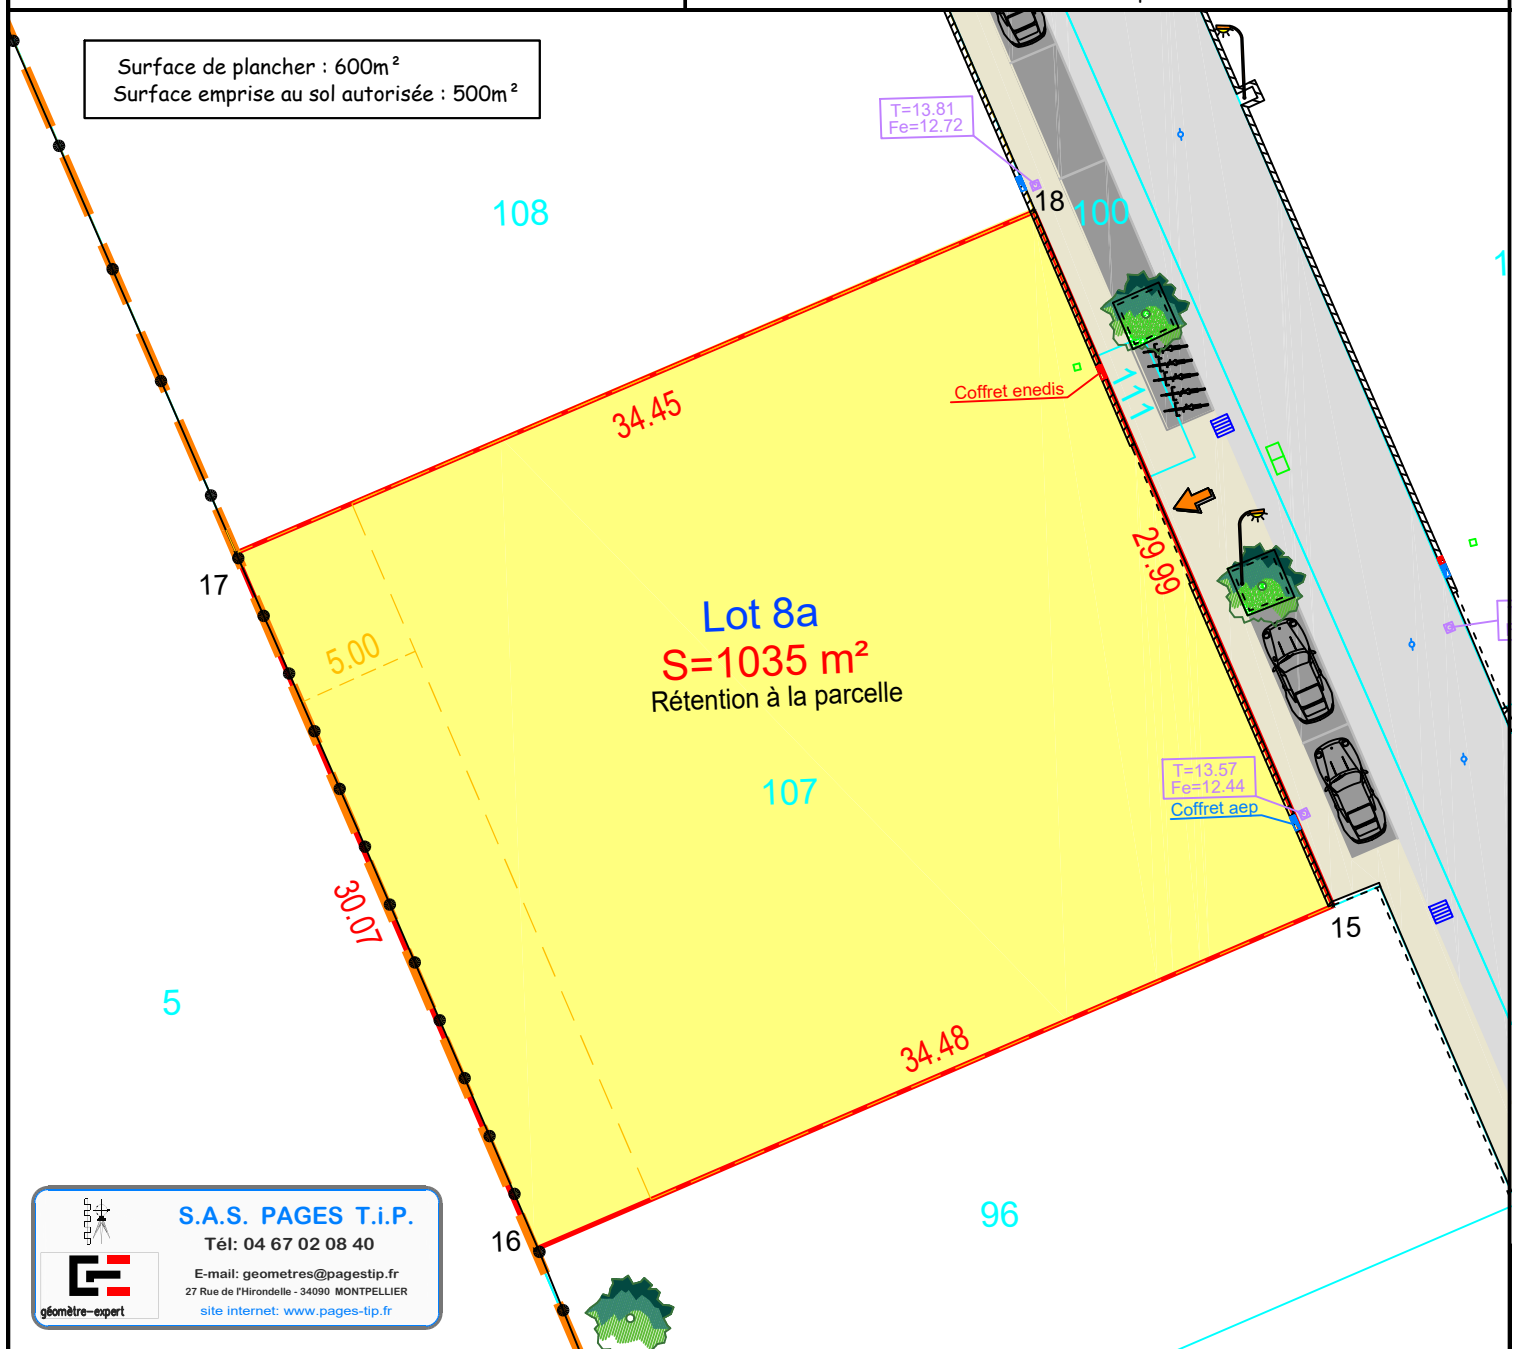 Surface de plancher : 600m²
Surface emprise au sol autorisée : 500m²
T=13.81
Fe=12.72
108
18
100
1
34.45
Coffret enedis
111
29.99
17
5.00
Lot 8a
S=1035 m²
Rétention à la parcelle
107
T=13.57
Fe=12.44
Coffret aep
30.07
15
5
34.48
96
16
S.A.S. PAGES T.i.P.
Tél: 04 67 02 08 40
E-mail: geometres@pagestip.fr
27 Rue de l'Hirondelle - 34090 MONTPELLIER
site internet: www.pages-tip.fr
géomètre-expert